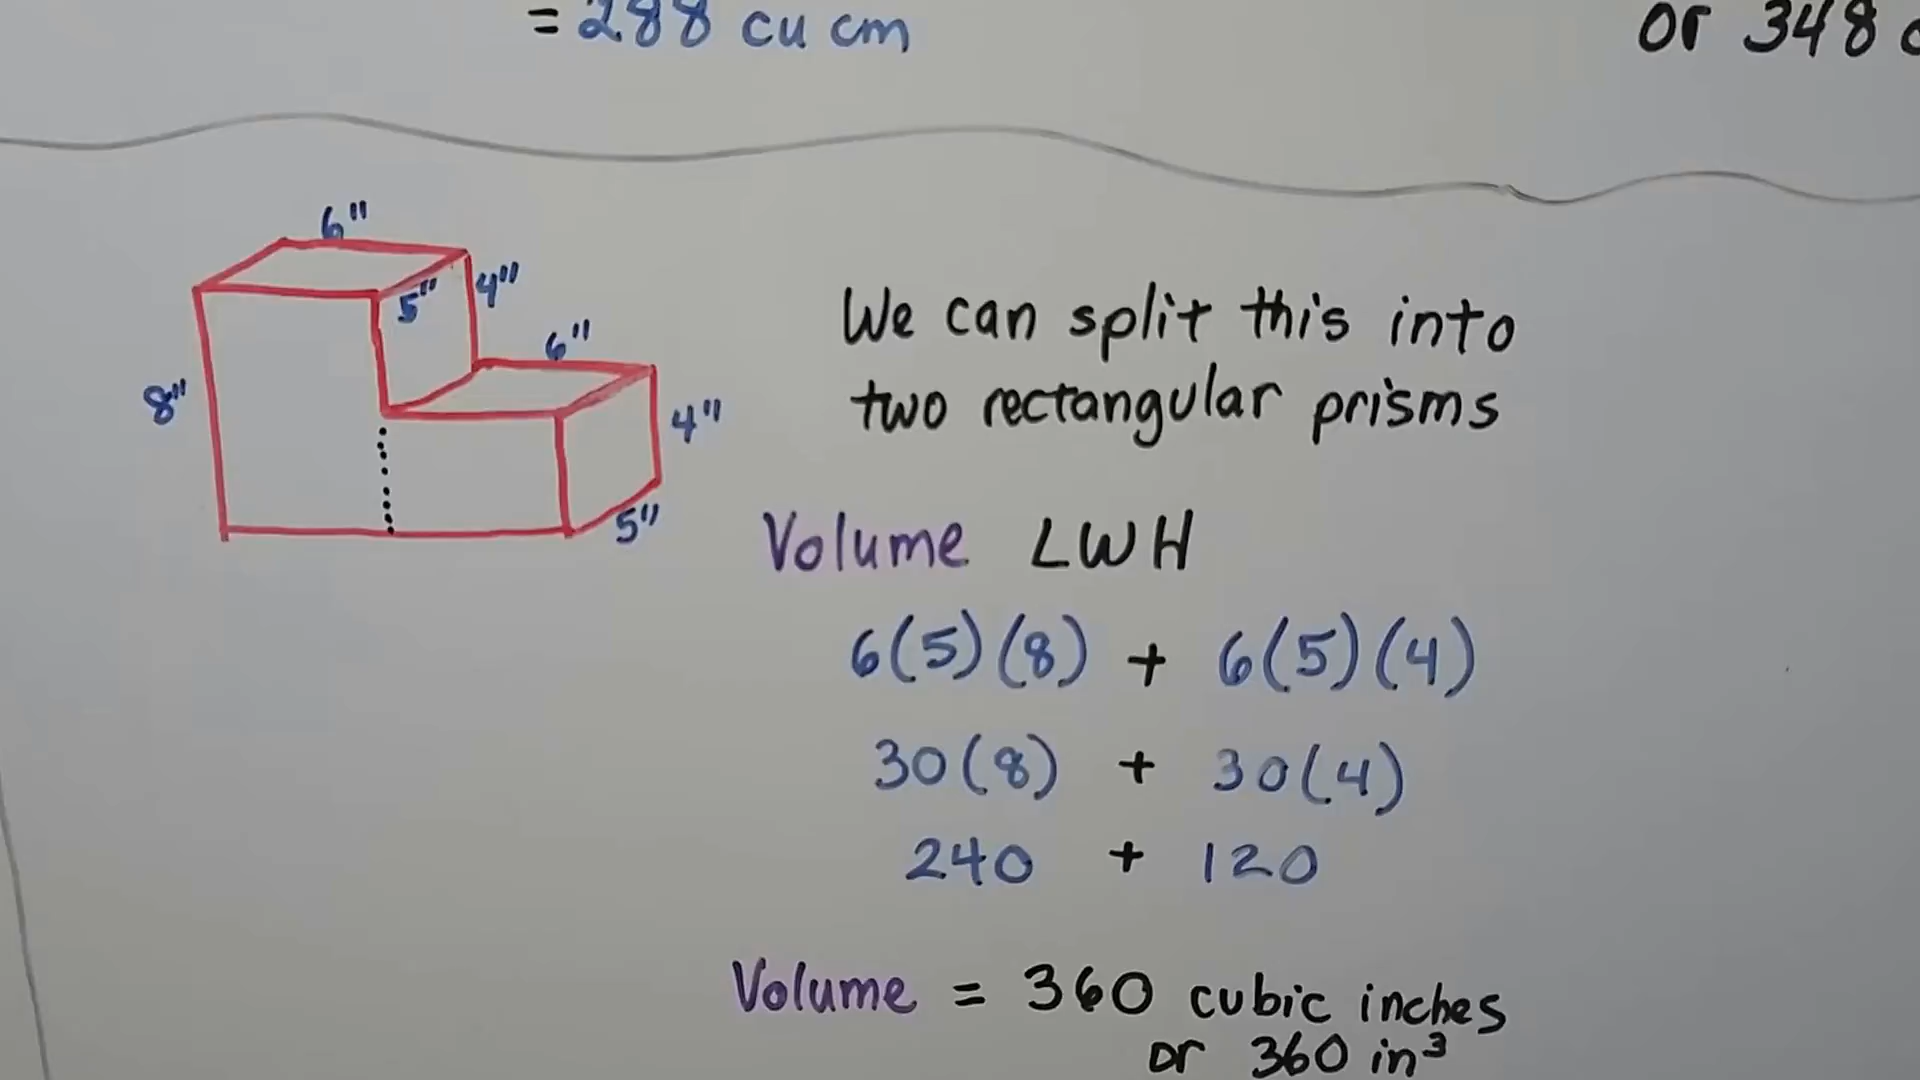 = 288 cu cm
or 348
6"
5"
4"
6"
8"
4"
5"
We can split this into
two rectangular prisms
Volume LWH
6(5)(8) + 6(5)(4)
30(8) + 30(4)
240 + 120
Volume = 360 cubic inches
or 360 in³